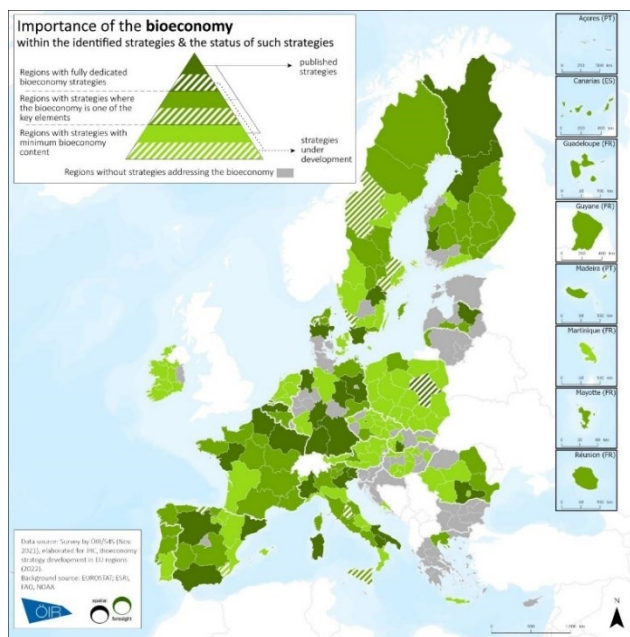 Importance of the bioeconomy
within the identified strategies & the status of such strategies
Regions with fully dedicated
bioeconomy strategies
published
strategies
Regions with strategies where
the bioeconomy is one of the
key elements
Regions with strategies with
minimum bioeconomy
content
strategies
under
development
Regions without strategies addressing the bioeconomy
Açores (PT)
Canarias (ES)
Guadeloupe (FR)
Guyane (FR)
Madeira (PT)
Martinique (FR)
Mayotte (FR)
Réunion (FR)
Data source: Survey by ÖIR/S4S (Nov.
2021), elaborated for JRC, Bioeconomy
strategy development in EU regions
(2022).
Background source: EUROSTAT; ESRI,
FAO, NOAA
ÖIR
foresight
N